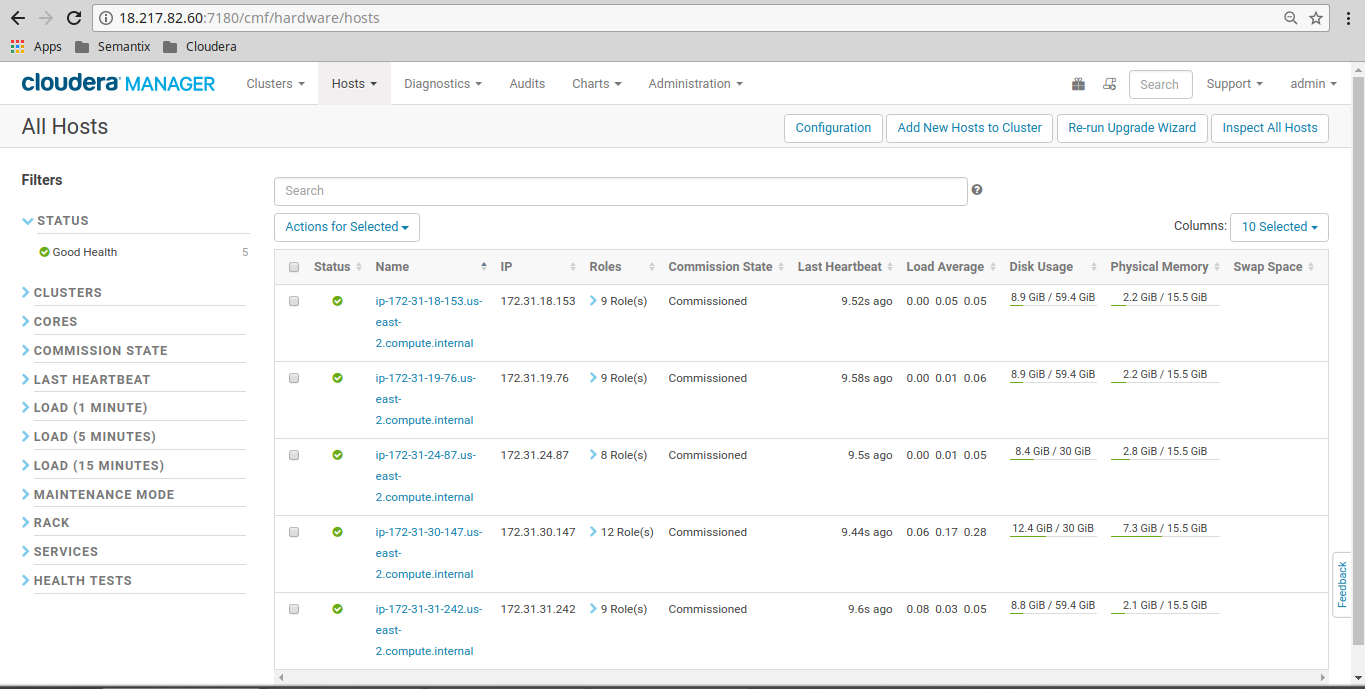 18.217.82.60:7180/cmf/hardware/hosts
Apps Semantix Cloudera
cloudera MANAGER Clusters Hosts Diagnostics Audits Charts Administration Search Support admin
All Hosts Configuration Add New Hosts to Cluster Re-run Upgrade Wizard Inspect All Hosts
Filters
Search
STATUS
Actions for Selected Columns: 10 Selected
Good Health 5
Status Name IP Roles Commission State Last Heartbeat Load Average Disk Usage Physical Memory Swap Space
CLUSTERS
CORES
COMMISSION STATE
LAST HEARTBEAT
LOAD (1 MINUTE)
LOAD (5 MINUTES)
LOAD (15 MINUTES)
MAINTENANCE MODE
RACK
SERVICES
HEALTH TESTS
ip-172-31-18-153.us- 172.31.18.153 9 Role(s) Commissioned 9.52s ago 0.00 0.05 0.05 8.9 GiB / 59.4 GiB 2.2 GiB / 15.5 GiB
east-
2.compute.internal
ip-172-31-19-76.us- 172.31.19.76 9 Role(s) Commissioned 9.58s ago 0.00 0.01 0.06 8.9 GiB / 59.4 GiB 2.2 GiB / 15.5 GiB
east-
2.compute.internal
ip-172-31-24-87.us- 172.31.24.87 8 Role(s) Commissioned 9.5s ago 0.00 0.01 0.05 8.4 GiB / 30 GiB 2.8 GiB / 15.5 GiB
east-
2.compute.internal
ip-172-31-30-147.us- 172.31.30.147 12 Role(s) Commissioned 9.44s ago 0.06 0.17 0.28 12.4 GiB / 30 GiB 7.3 GiB / 15.5 GiB
east-
2.compute.internal
ip-172-31-31-242.us- 172.31.31.242 9 Role(s) Commissioned 9.6s ago 0.08 0.03 0.05 8.8 GiB / 59.4 GiB 2.1 GiB / 15.5 GiB
east-
2.compute.internal
Feedback